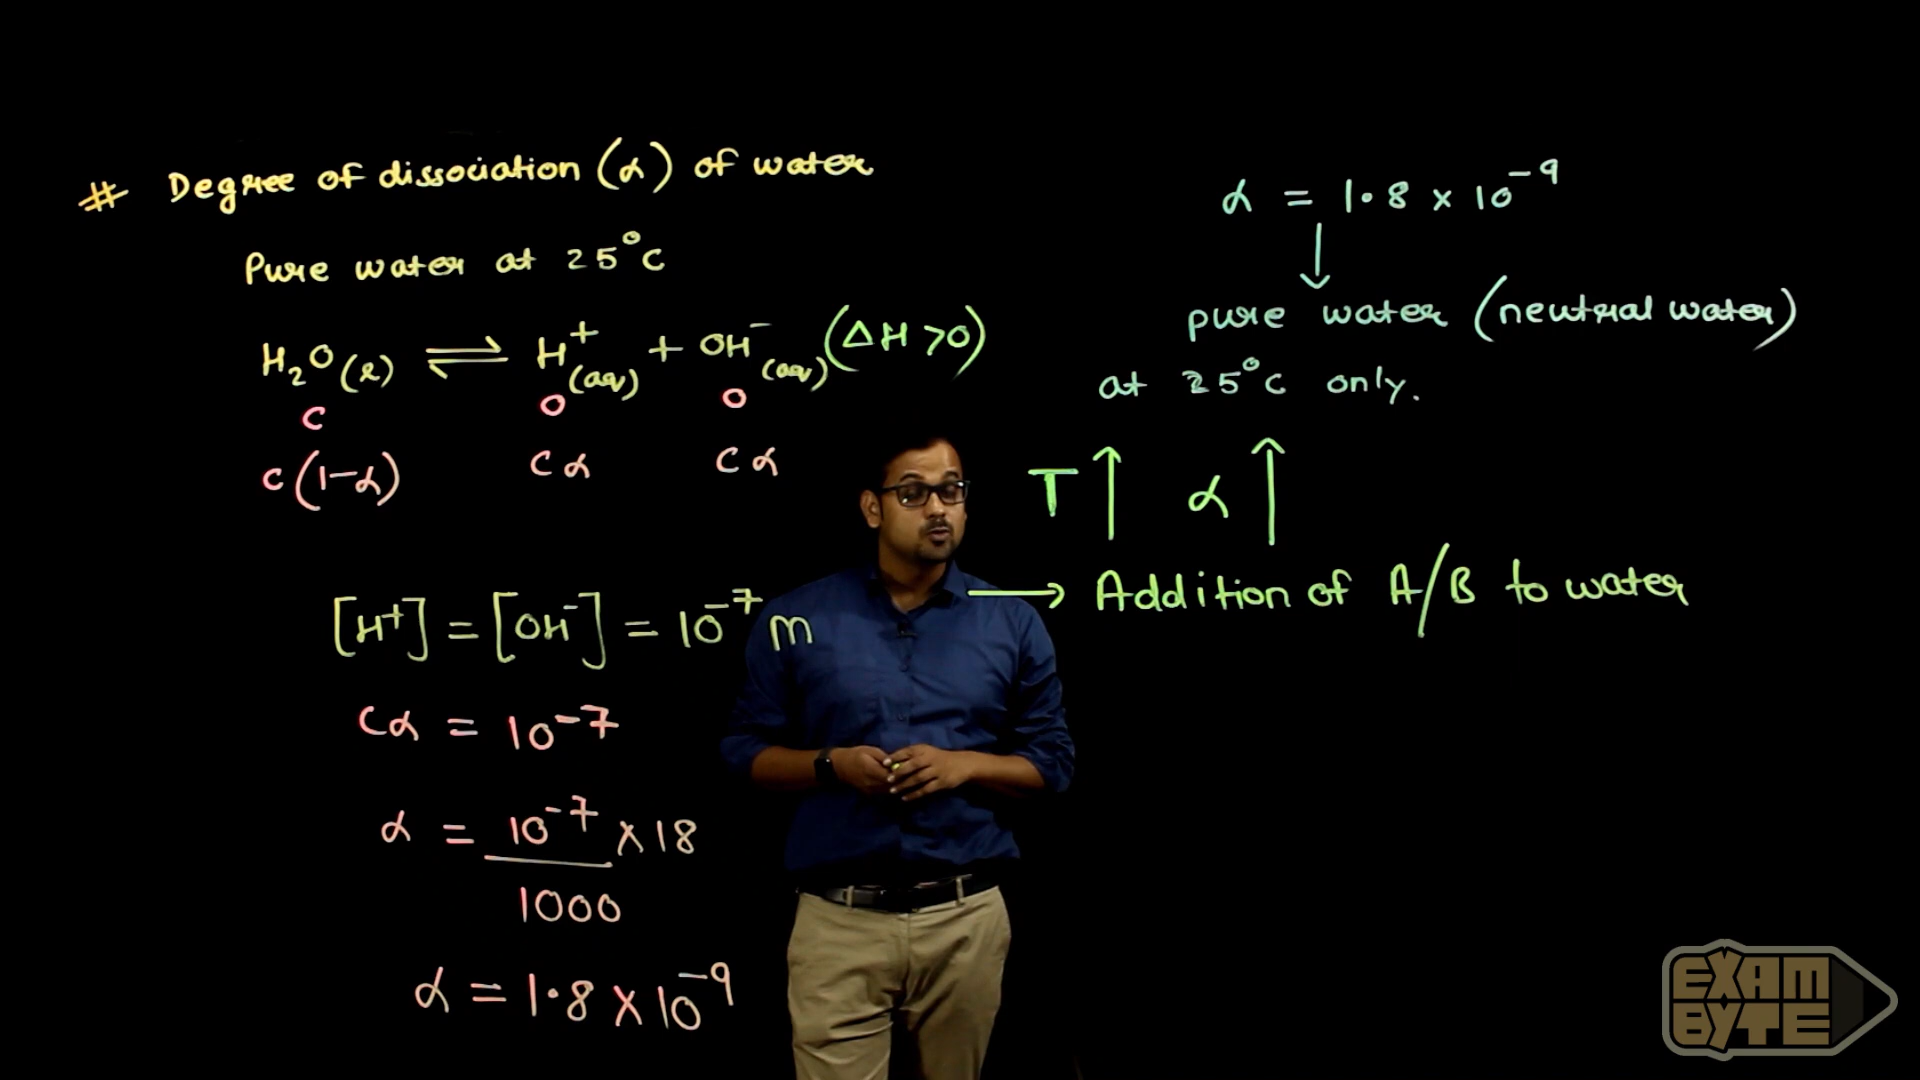 # Degree of dissociation (α) of water
Pure water at 25°C
H₂O(l) ⇌ H⁺(aq) + OH⁻(aq) (ΔH >0)
C 0 0
C(1-α) Cα Cα
[H⁺] = [OH⁻] = 10⁻⁷ M
Cα = 10⁻⁷
α = 10⁻⁷ × 18
1000
α = 1.8 × 10⁻⁹
α = 1.8 × 10⁻⁹
↓
pure water (neutral water)
at 25°C only.
T↑ α↑
→ Addition of A/B to water
EXAM
BYTE